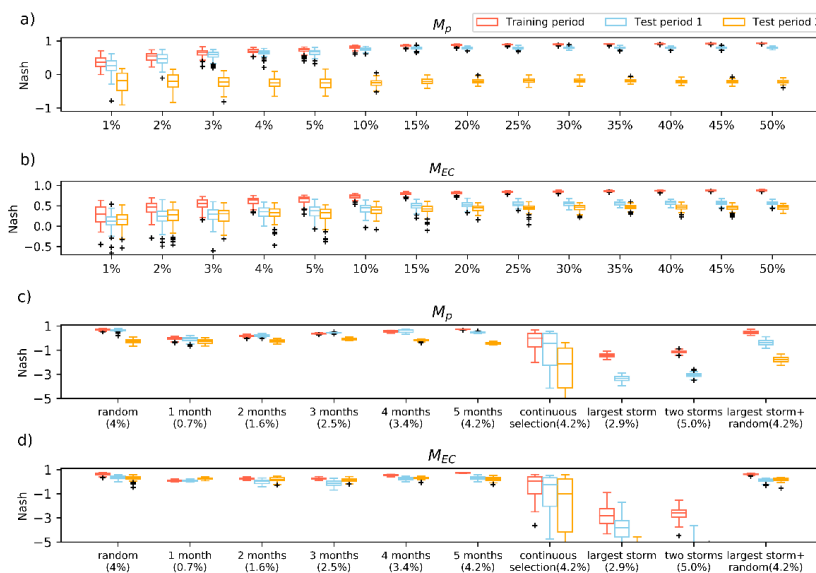 a)
M_p
Training period
Test period 1
Test period 2
Nash
1
0
−1
1% 2% 3% 4% 5% 10% 15% 20% 25% 30% 35% 40% 45% 50%
b)
M_EC
Nash
1.0
0.5
0.0
−0.5
1% 2% 3% 4% 5% 10% 15% 20% 25% 30% 35% 40% 45% 50%
c)
M_p
Nash
1
−1
−3
−5
random 1 month 2 months 3 months 4 months 5 months continuous largest storm two storms largest storm+
(4%) (0.7%) (1.6%) (2.5%) (3.4%) (4.2%) selection(4.2%) (2.9%) (5.0%) random(4.2%)
d)
M_EC
Nash
1
−1
−3
−5
random 1 month 2 months 3 months 4 months 5 months continuous largest storm two storms largest storm+
(4%) (0.7%) (1.6%) (2.5%) (3.4%) (4.2%) selection(4.2%) (2.9%) (5.0%) random(4.2%)